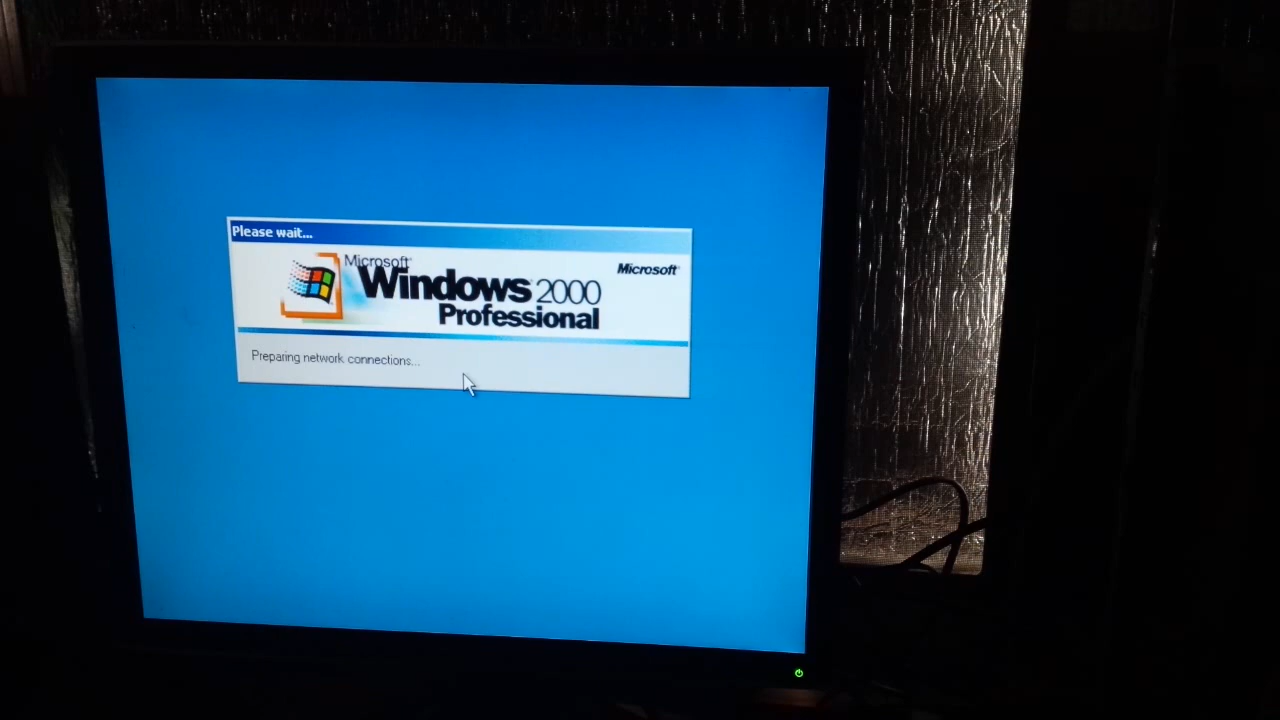 Please wait...
Microsoft®
Windows 2000
Professional
Microsoft®
Preparing network connections...